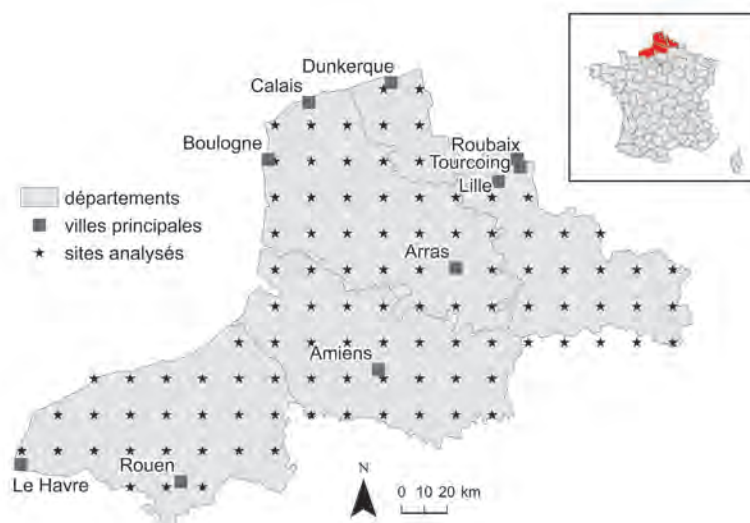 Dunkerque
Calais
Boulogne
Roubaix
Tourcoing
Lille
départements
villes principales
sites analysés
Arras
Amiens
Rouen
Le Havre
N
0 10 20 km